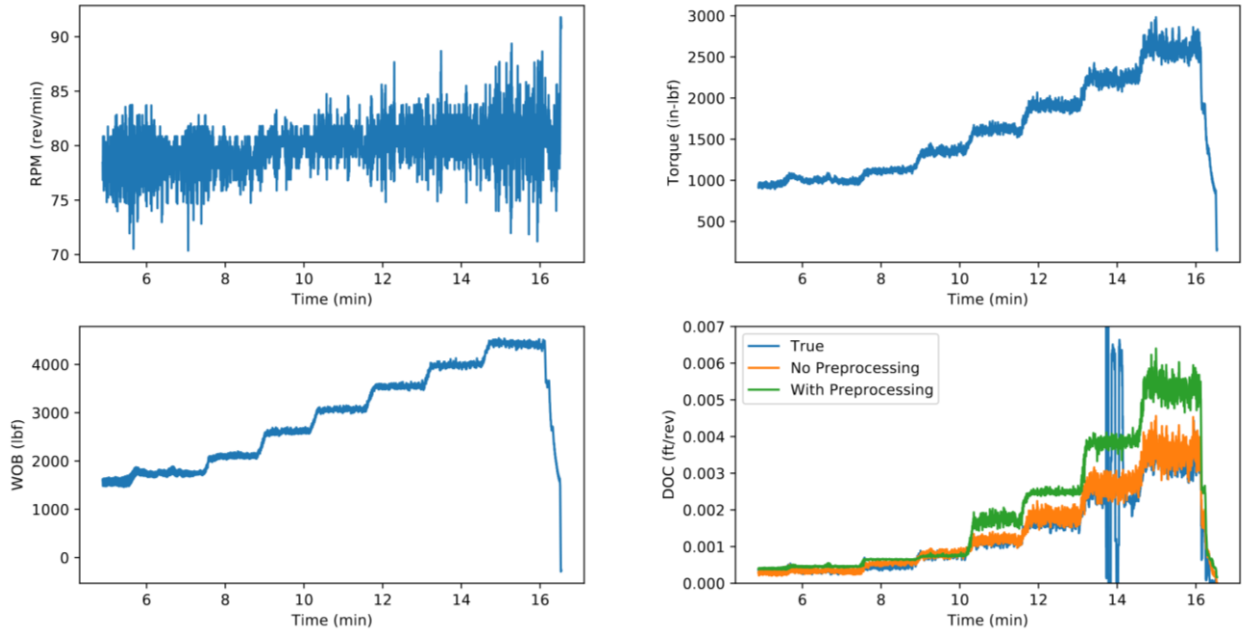 RPM (rev/min)
90
85
80
75
70
6 8 10 12 14 16
Time (min)
Torque (in-lbf)
3000
2500
2000
1500
1000
500
6 8 10 12 14 16
Time (min)
WOB (lbf)
4000
3000
2000
1000
0
6 8 10 12 14 16
Time (min)
DOC (ft/rev)
0.007
0.006
0.005
0.004
0.003
0.002
0.001
0.000
True
No Preprocessing
With Preprocessing
6 8 10 12 14 16
Time (min)